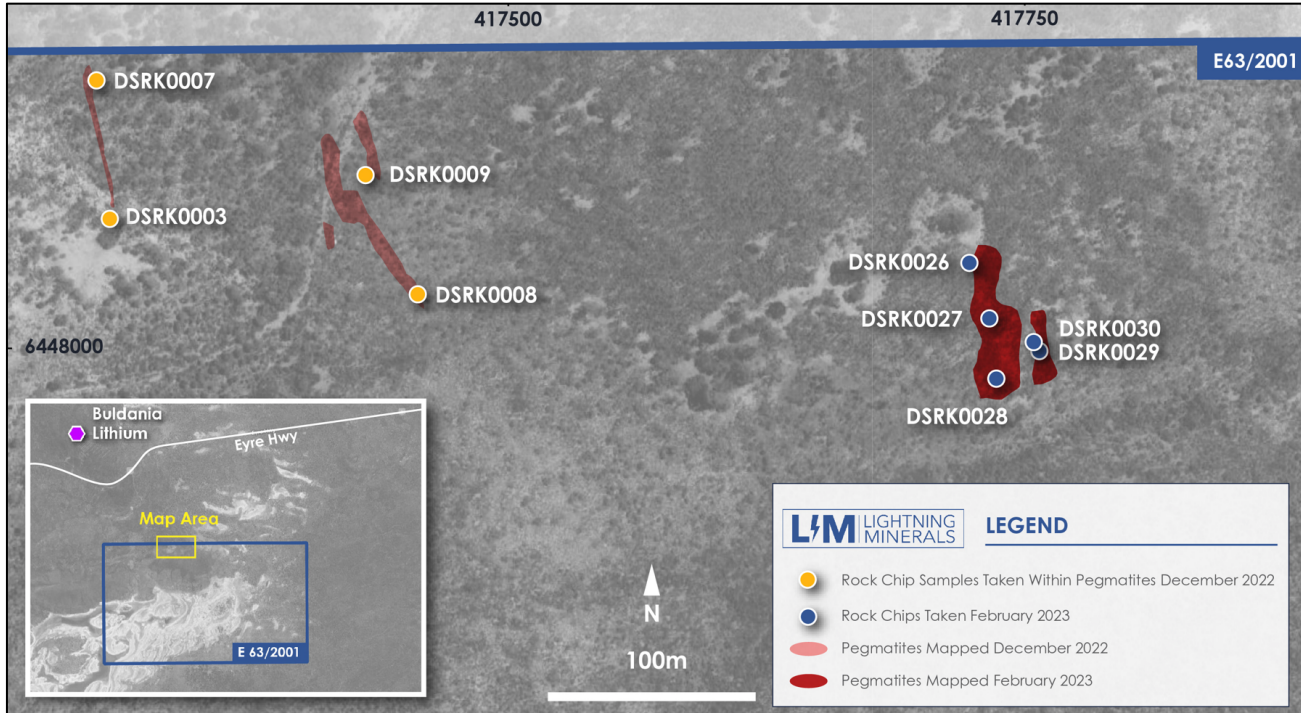 417500
417750
E63/2001
DSRK0007
DSRK0009
DSRK0003
DSRK0026
DSRK0008
DSRK0027
DSRK0030
6448000
DSRK0029
DSRK0028
Buldania
Lithium
Eyre Hwy
Map Area
E 63/2001
N
100m
LM LIGHTNING
MINERALS
LEGEND
Rock Chip Samples Taken Within Pegmatites December 2022
Rock Chips Taken February 2023
Pegmatites Mapped December 2022
Pegmatites Mapped February 2023